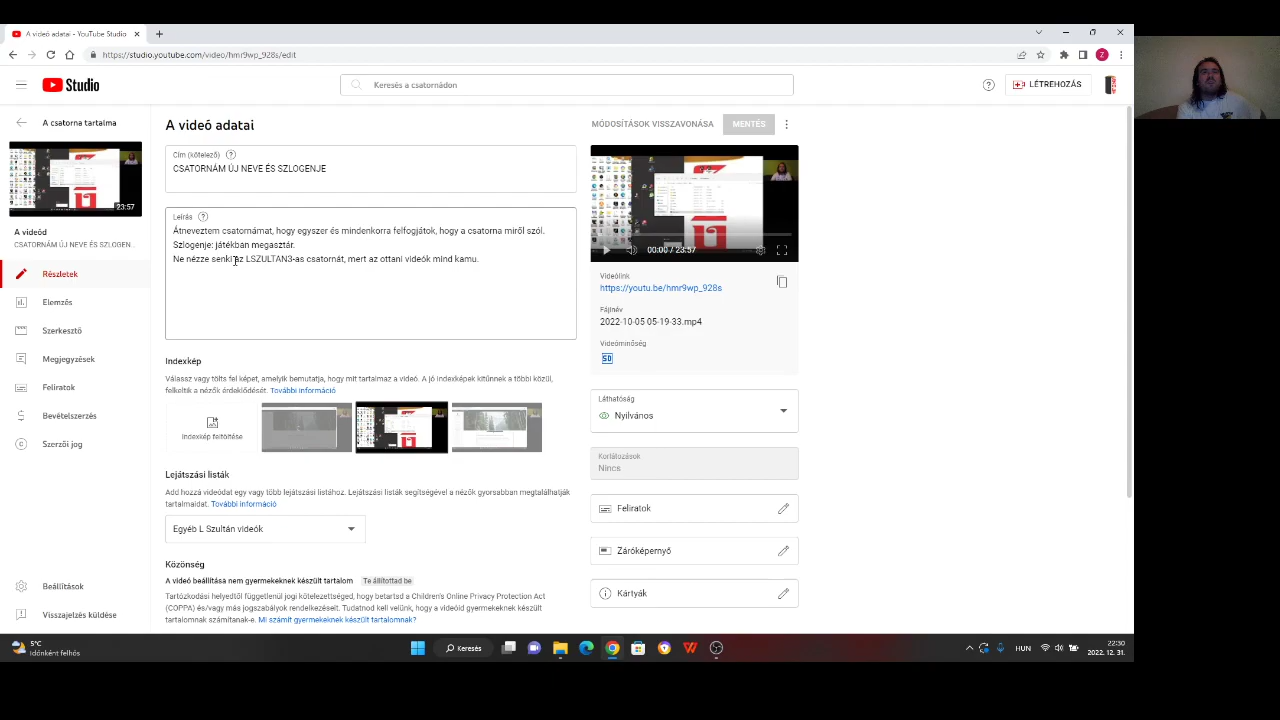 A videó adatai - YouTube Studio
https://studio.youtube.com/video/hmr9wp_928s/edit
Z
Studio
Keresés a csatornádon
LÉTREHOZÁS
A csatorna tartalma
23:57
A videód
CSATORNÁM ÚJ NEVE ÉS SZLOGEN...
Részletek
Elemzés
Szerkesztő
Megjegyzések
Feliratok
Bevételszerzés
Szerzői jog
Beállítások
Visszajelzés küldése
A videó adatai
MÓDOSÍTÁSOK VISSZAVONÁSA
MENTÉS
Cím (kötelező)
CSATORNÁM ÚJ NEVE ÉS SZLOGENJE
Leírás
Átneveztem csatornámat, hogy egyszer és mindenkorra felfogjátok, hogy a csatorna miről szól.
Szlogenje: játékban megasztár.
Ne nézze senki az LSZULTAN3-as csatornát, mert az ottani videók mind kamu.
Indexkép
Válassz vagy tölts fel képet, amelyik bemutatja, hogy mit tartalmaz a videó. A jó indexképek kitűnnek a többi közül,
felkeltik a nézők érdeklődését. További információ
Indexkép feltöltése
Lejátszási listák
Add hozzá videódat egy vagy több lejátszási listához. Lejátszási listák segítségével a nézők gyorsabban megtalálhatják
tartalmaidat. További információ
Egyéb L Szultán videók
Közönség
A videó beállítása nem gyermekeknek készült tartalom
Te állítottad be
Tartózkodási helyedtől függetlenül jogi kötelezettséged, hogy betartsd a Children's Online Privacy Protection Act
(COPPA) és/vagy más jogszabályok rendelkezéseit. Tudatnod kell velünk, hogy a videóid gyermekeknek készült
tartalomnak számítanak-e. Mi számít gyermekeknek készült tartalomnak?
00:00 / 23:57
Videólink
https://youtu.be/hmr9wp_928s
Fájlnév
2022-10-05 05-19-33.mp4
Videóminőség
SD
Láthatóság
Nyilvános
Korlátozások
Nincs
Feliratok
Záróképernyő
Kártyák
5°C
Időnként felhős
Keresés
HUN
22:30
2022. 12. 31.